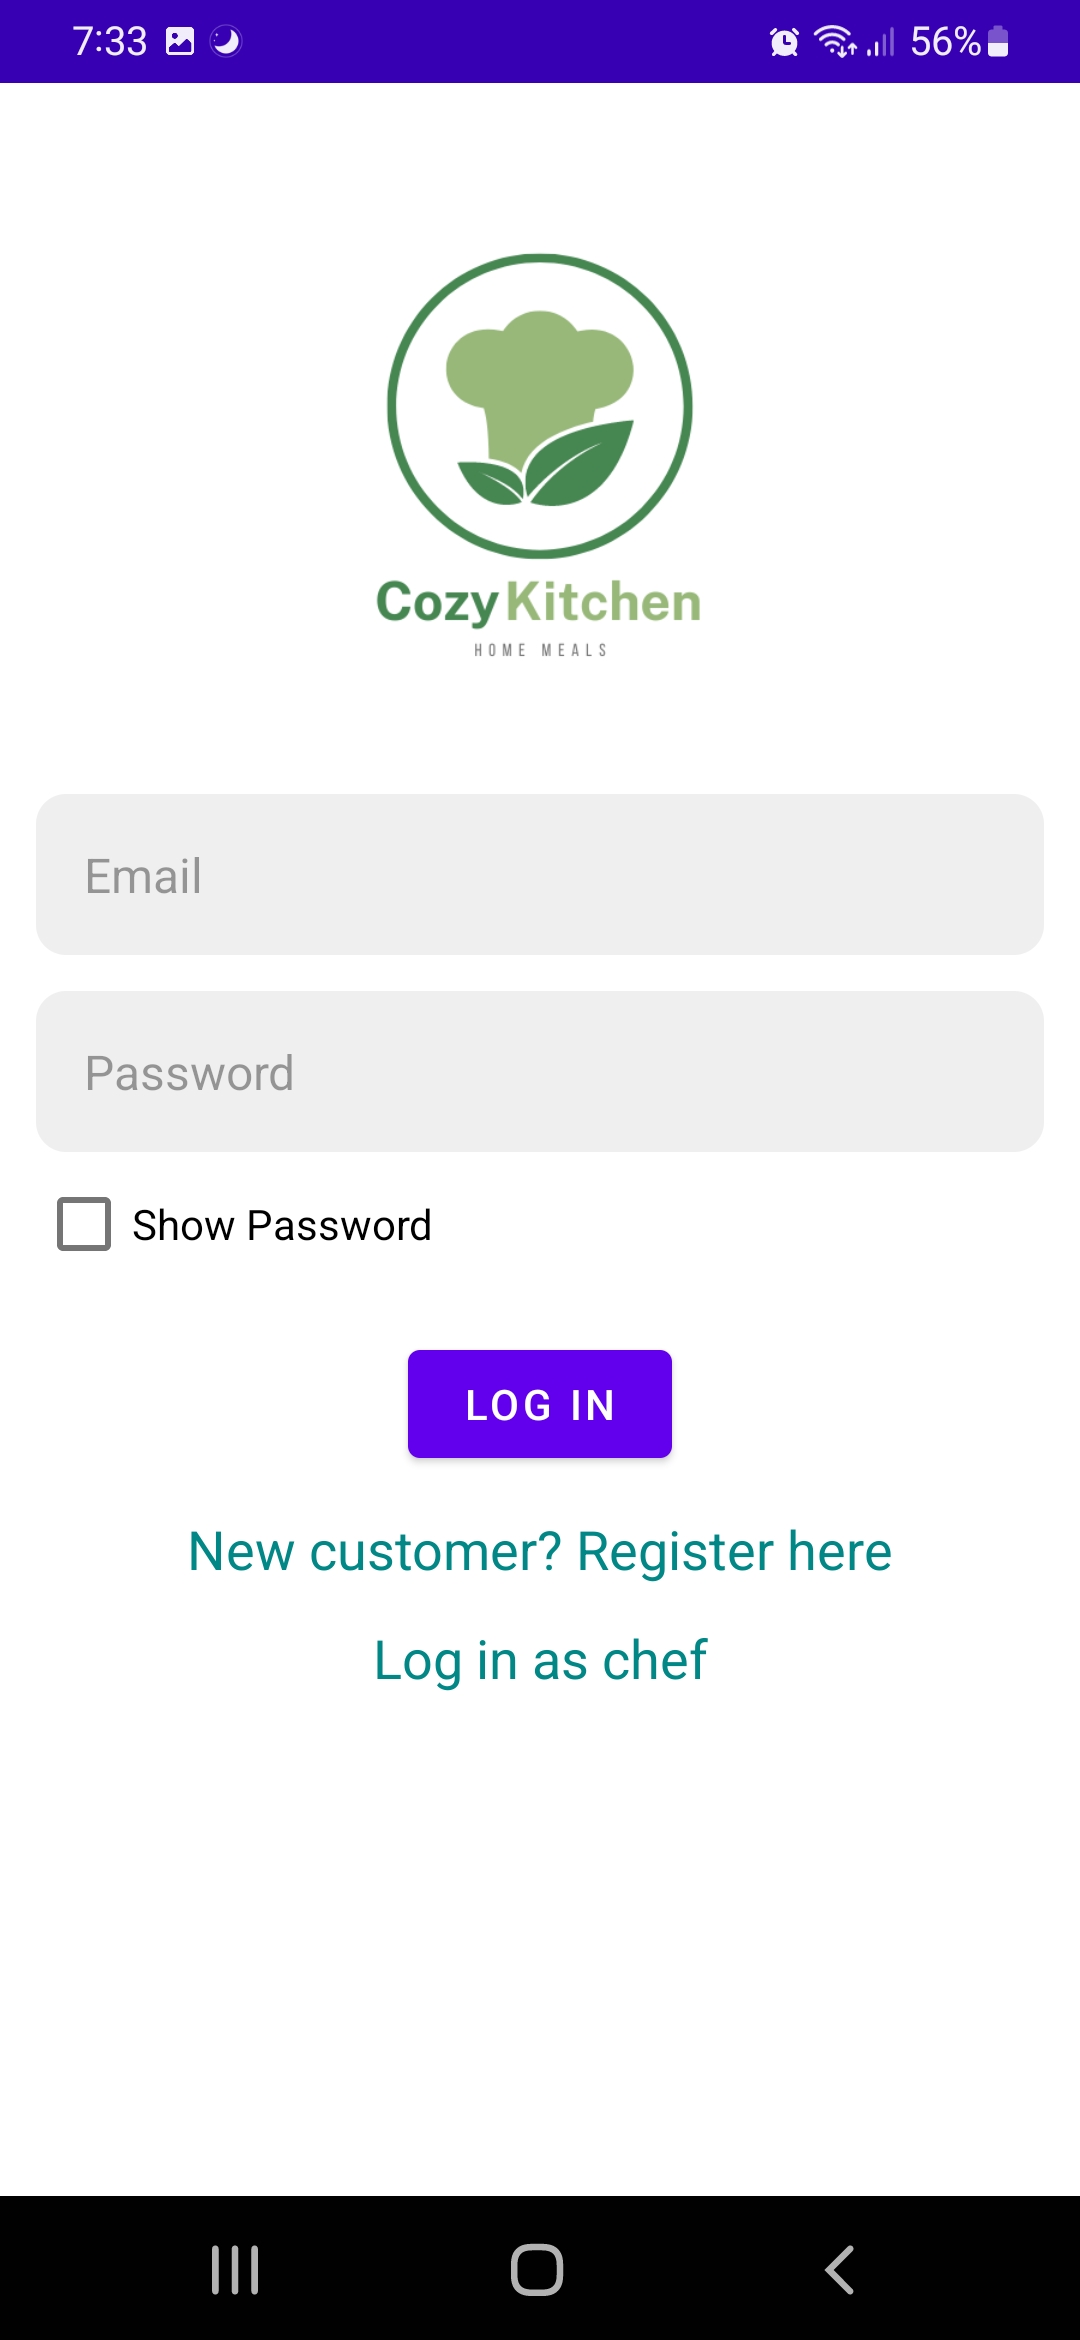 7:33 56%
CozyKitchen
HOME MEALS
Email
Password
Show Password
LOG IN
New customer? Register here
Log in as chef